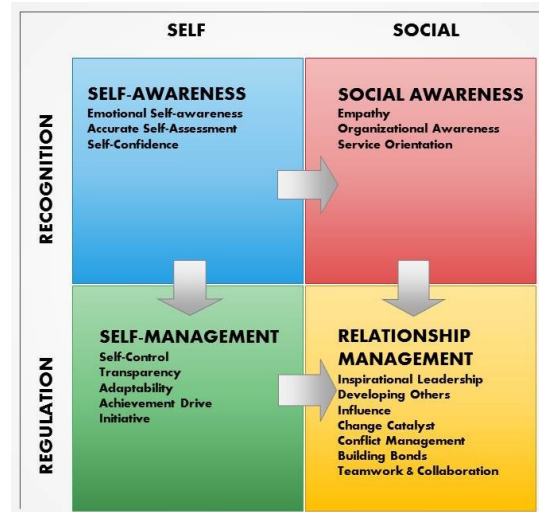 SELF
SOCIAL
RECOGNITION
SELF-AWARENESS
Emotional Self-awareness
Accurate Self-Assessment
Self-Confidence
SOCIAL AWARENESS
Empathy
Organizational Awareness
Service Orientation
REGULATION
SELF-MANAGEMENT
Self-Control
Transparency
Adaptability
Achievement Drive
Initiative
RELATIONSHIP
MANAGEMENT
Inspirational Leadership
Developing Others
Influence
Change Catalyst
Conflict Management
Building Bonds
Teamwork & Collaboration